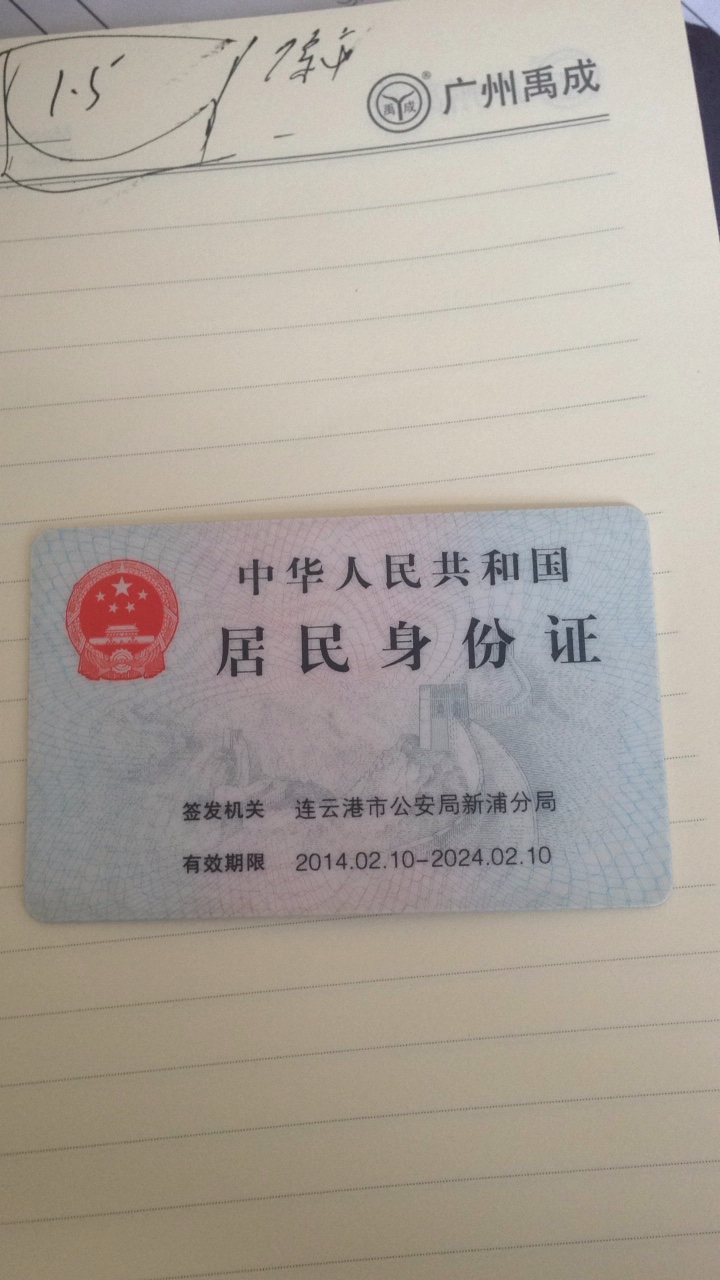 1.5
禹成® 广州禹成
中华人民共和国
居民身份证
签发机关 连云港市公安局新浦分局
有效期限 2014.02.10-2024.02.10